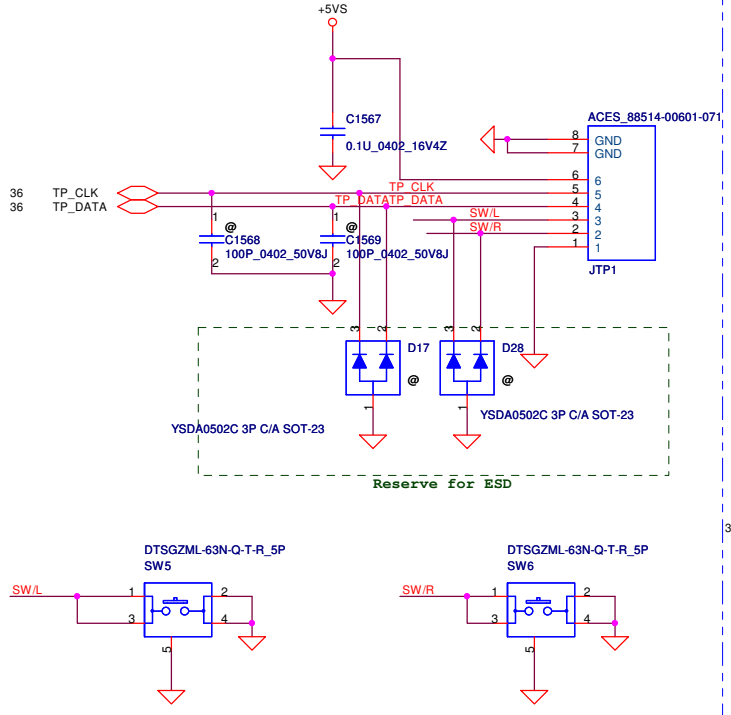 +5VS
C1567
0.1U_0402_16V4Z
ACES_88514-00601-071
8
GND
7
GND
6
6
36
TP_CLK
TP_CLK
5
5
36
TP_DATA
TP_DATATP_DATA
4
4
SW/L
3
3
SW/R
2
2
1
1
JTP1
1
@
C1568
100P_0402_50V8J
2
1
@
C1569
100P_0402_50V8J
2
3
2
D17
@
1
YSDA0502C 3P C/A SOT-23
3
2
D28
@
1
YSDA0502C 3P C/A SOT-23
Reserve for ESD
3
DTSGZML-63N-Q-T-R_5P
SW5
SW/L
1
2
3
4
5
DTSGZML-63N-Q-T-R_5P
SW6
SW/R
1
2
3
4
5